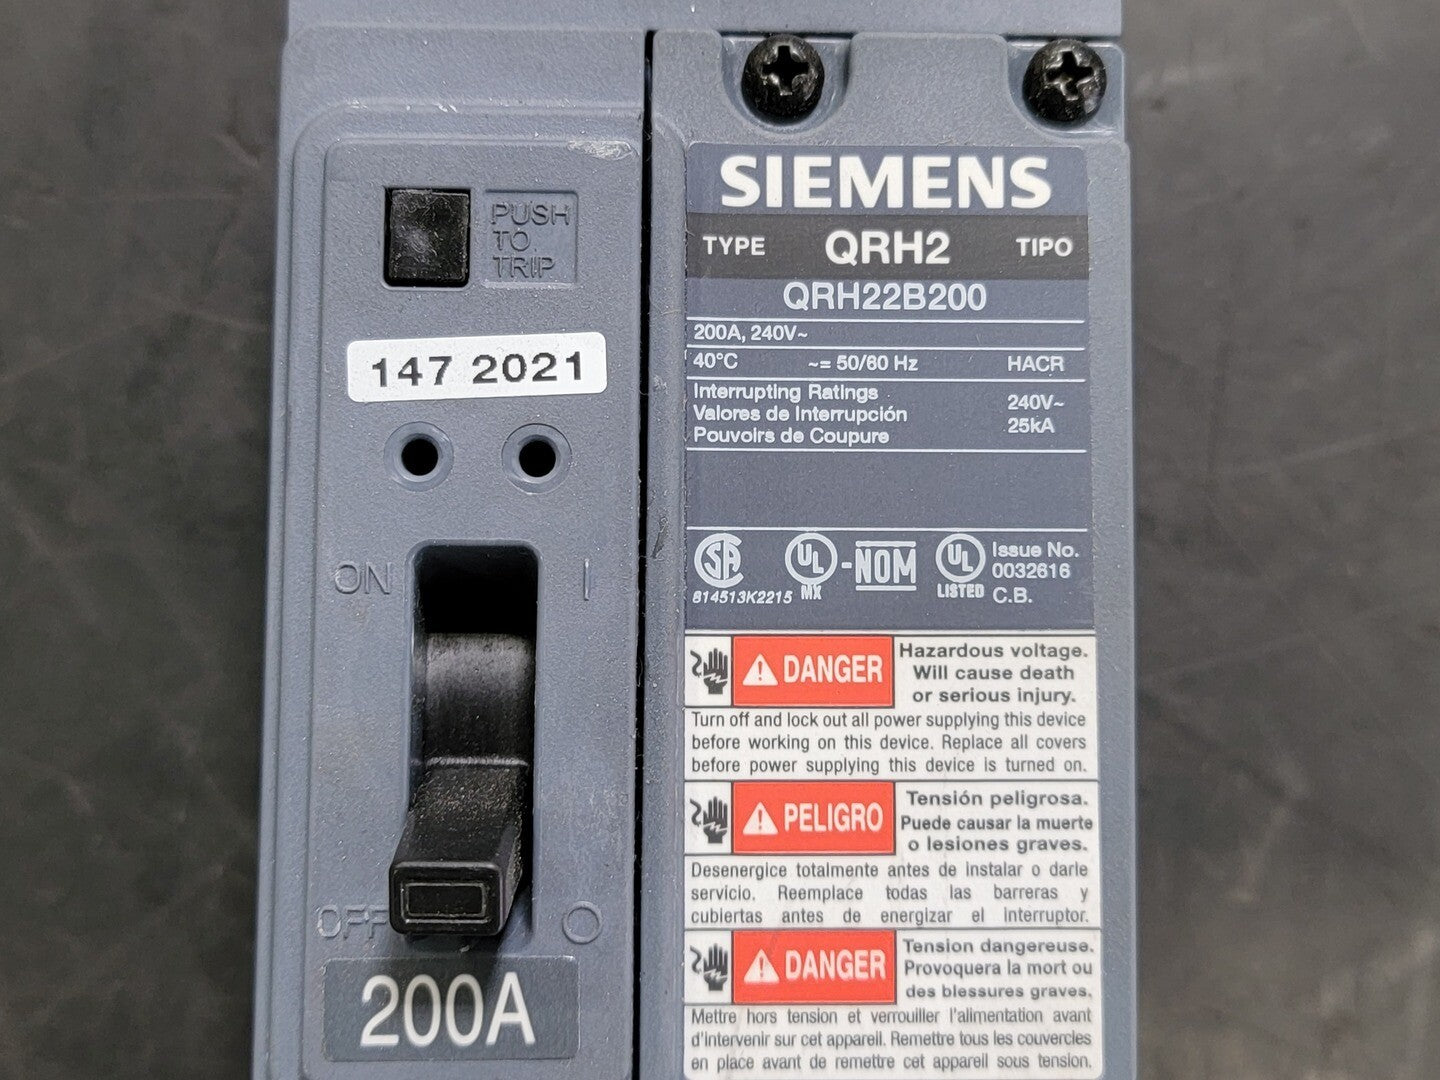 PUSH
TO
TRIP
147 2021
ON I
OFF O
200A
SIEMENS
TYPE QRH2 TIPO
QRH22B200
200A, 240V~
40°C ~= 50/60 Hz HACR
Interrupting Ratings
Valores de Interrupción
Pouvoirs de Coupure
240V~
25kA
SA
814513K2215
UL
MX
-NOM
UL
LISTED
Issue No.
0032616
C.B.
DANGER
Hazardous voltage.
Will cause death
or serious injury.
Turn off and lock out all power supplying this device
before working on this device. Replace all covers
before power supplying this device is turned on.
PELIGRO
Tensión peligrosa.
Puede causar la muerte
o lesiones graves.
Desenergice totalmente antes de instalar o darle
servicio. Reemplace todas las barreras y
cubiertas antes de energizar el interruptor.
DANGER
Tension dangereuse.
Provoquera la mort ou
des blessures graves.
Mettre hors tension et verrouiller l'alimentation avant
d'intervenir sur cet appareil. Remettre tous les couvercles
en place avant de remettre cet appareil sous tension.